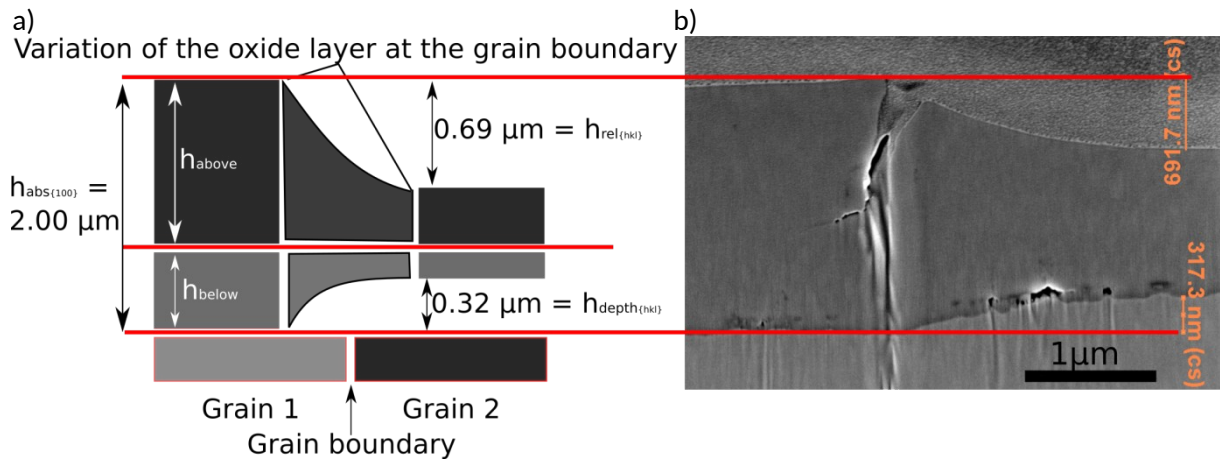 a)
Variation of the oxide layer at the grain boundary
habs{100} =
2.00 µm
habove
hbelow
0.69 µm = hrel{hkl}
0.32 µm = hdepth{hkl}
Grain 1
Grain 2
Grain boundary
b)
691.7 nm (cs)
317.3 nm (cs)
1µm